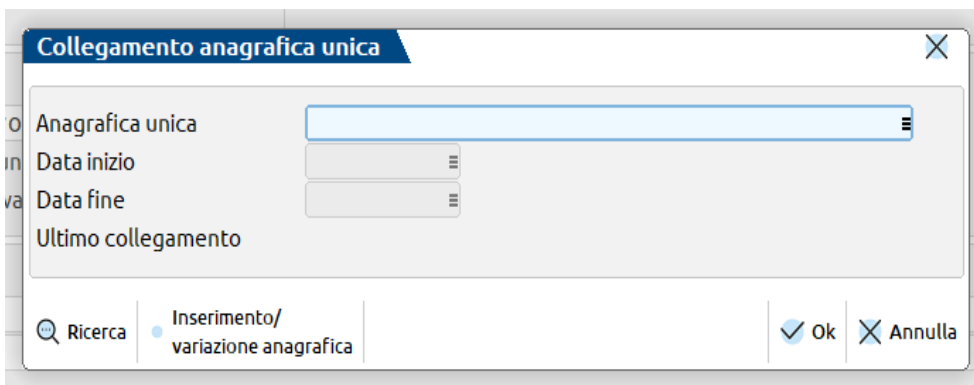 Collegamento anagrafica unica
Anagrafica unica
Data inizio
Data fine
Ultimo collegamento
Ricerca
Inserimento/
variazione anagrafica
Ok
Annulla